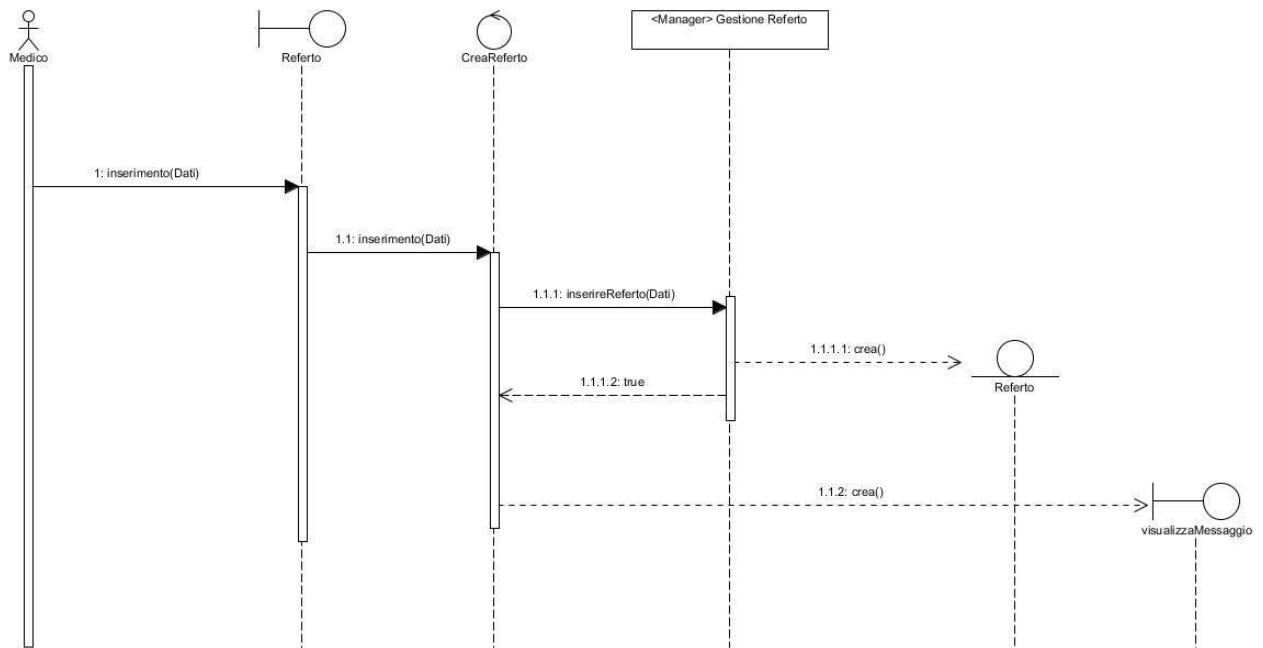 <Manager> Gestione Referto
Medico
Referto
CreaReferto
1: inserimento(Dati)
1.1: inserimento(Dati)
1.1.1: inserireReferto(Dati)
1.1.1.1: crea()
1.1.1.2: true
Referto
1.1.2: crea()
visualizzaMessaggio